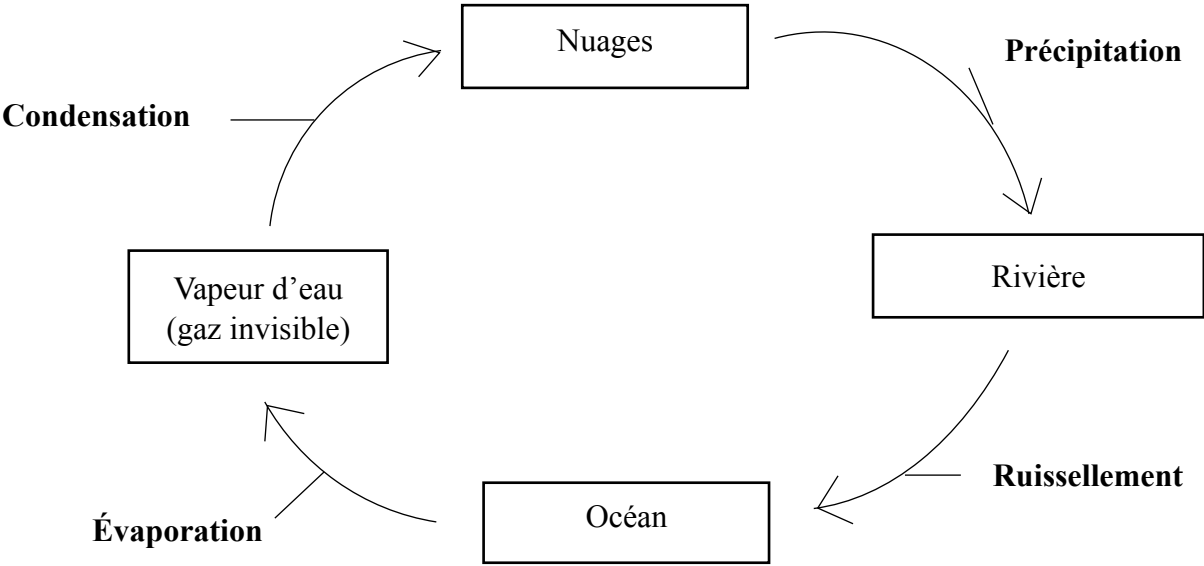 Nuages
Précipitation
Condensation
Vapeur d’eau
(gaz invisible)
Rivière
Ruissellement
Océan
Évaporation